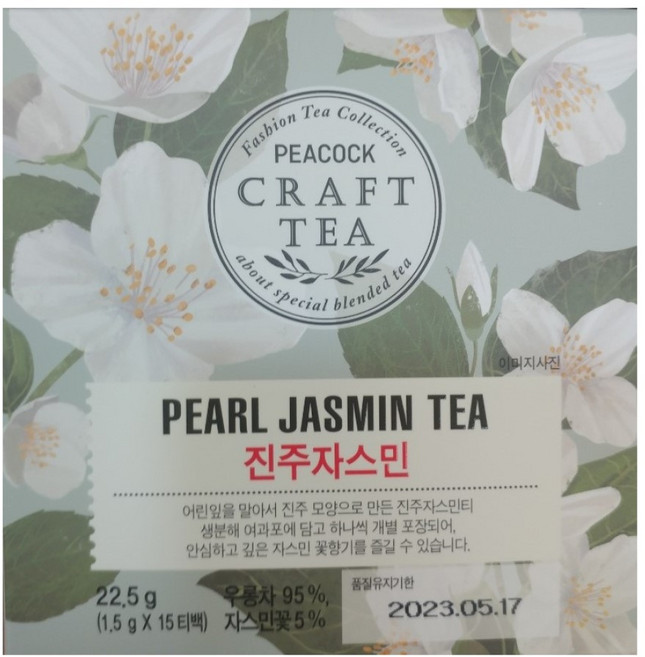 Fashion Tea Collection
PEACOCK
CRAFT
TEA
about special blended tea
이미지사진
PEARL JASMIN TEA
진주자스민
어린잎을 말아서 진주 모양으로 만든 진주자스민티
생분해 여과포에 담고 하나씩 개별 포장되어,
안심하고 깊은 자스민 꽃향기를 즐길 수 있습니다.
22.5 g
(1.5 g X 15 티백)
우롱차 95 %,
자스민꽃 5 %
품질유지기한
2023.05.17